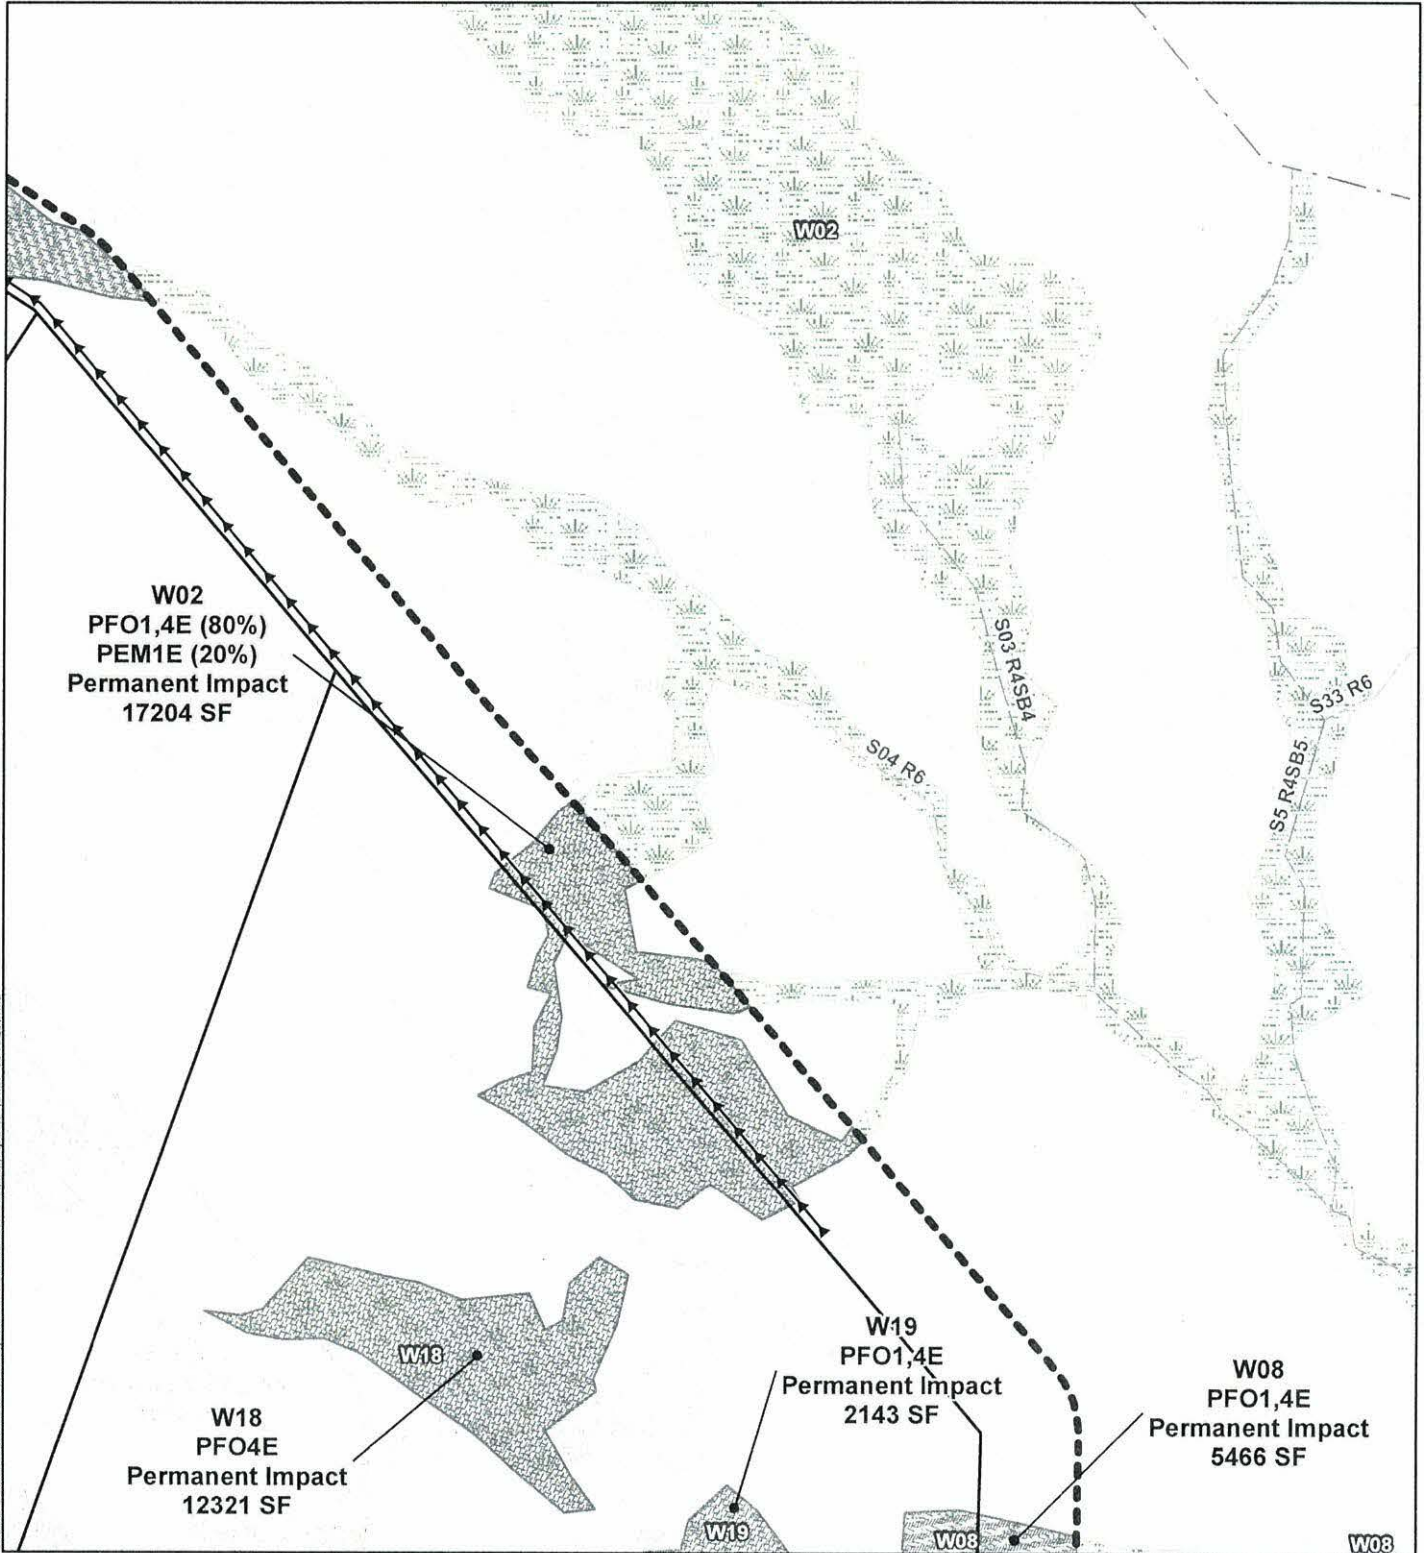 W02
W02
PFO1,4E (80%)
PEM1E (20%)
Permanent Impact
17204 SF
S03 R4SB4
S33 R6
S04 R6
S5 R4SB5
W19
PFO1,4E
Permanent Impact
2143 SF
W18
W08
PFO1,4E
Permanent Impact
5466 SF
W18
PFO4E
Permanent Impact
12321 SF
W19
W08
W08